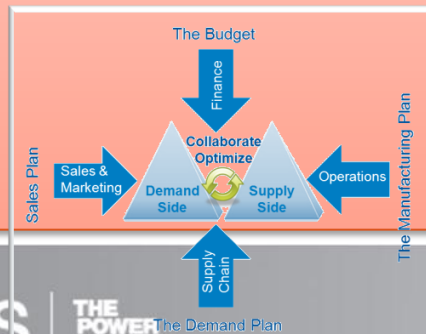 The Budget
Finance
Collaborate
Optimize
Sales Plan
Sales &
Marketing
Demand
Side
Supply
Side
Operations
The Manufacturing Plan
Supply
Chain
THE
POWER
The Demand Plan